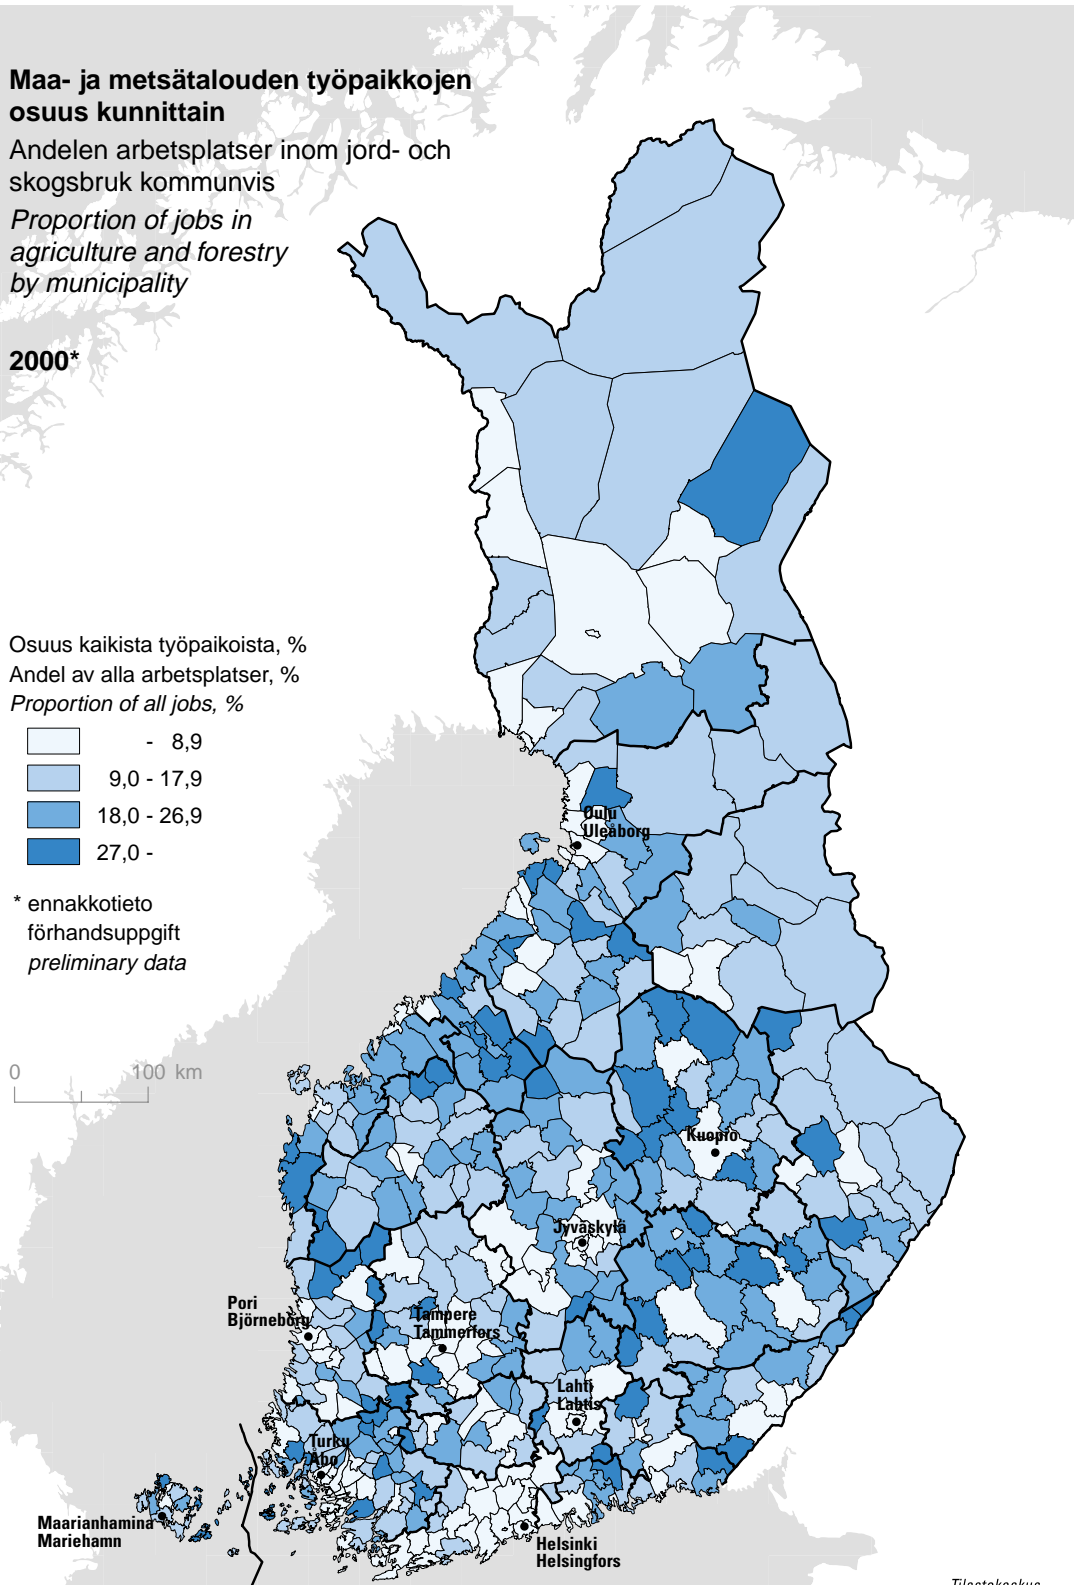 Maa- ja metsätalouden työpaikkojen
osuus kunnittain
Andelen arbetsplatser inom jord- och
skogsbruk kommunvis
Proportion of jobs in
agriculture and forestry
by municipality
2000*
Osuus kaikista työpaikoista, %
Andel av alla arbetsplatser, %
Proportion of all jobs, %
- 8,9
9,0 - 17,9
18,0 - 26,9
27,0 -
* ennakkotieto
förhandsuppgift
preliminary data
0 100 km
Oulu
Uleåborg
Kuopio
Jyväskylä
Pori
Björneborg
Tampere
Tammerfors
Lahti
Lahtis
Turku
Åbo
Maarianhamina
Mariehamn
Helsinki
Helsingfors
Tilastokeskus